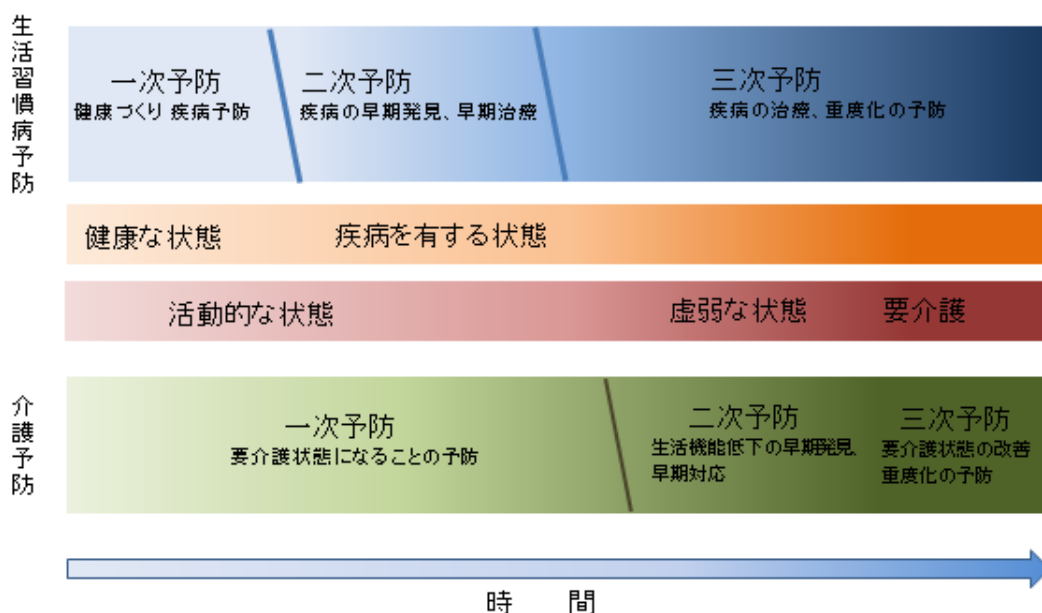 生活習慣病予防
一次予防
健康づくり 疾病予防
二次予防
疾病の早期発見、早期治療
三次予防
疾病の治療、重度化の予防
健康な状態
疾病を有する状態
活動的な状態
虚弱な状態
要介護
介護予防
一次予防
要介護状態になることの予防
二次予防
生活機能低下の早期発見、
早期対応
三次予防
要介護状態の改善
重度化の予防
時間